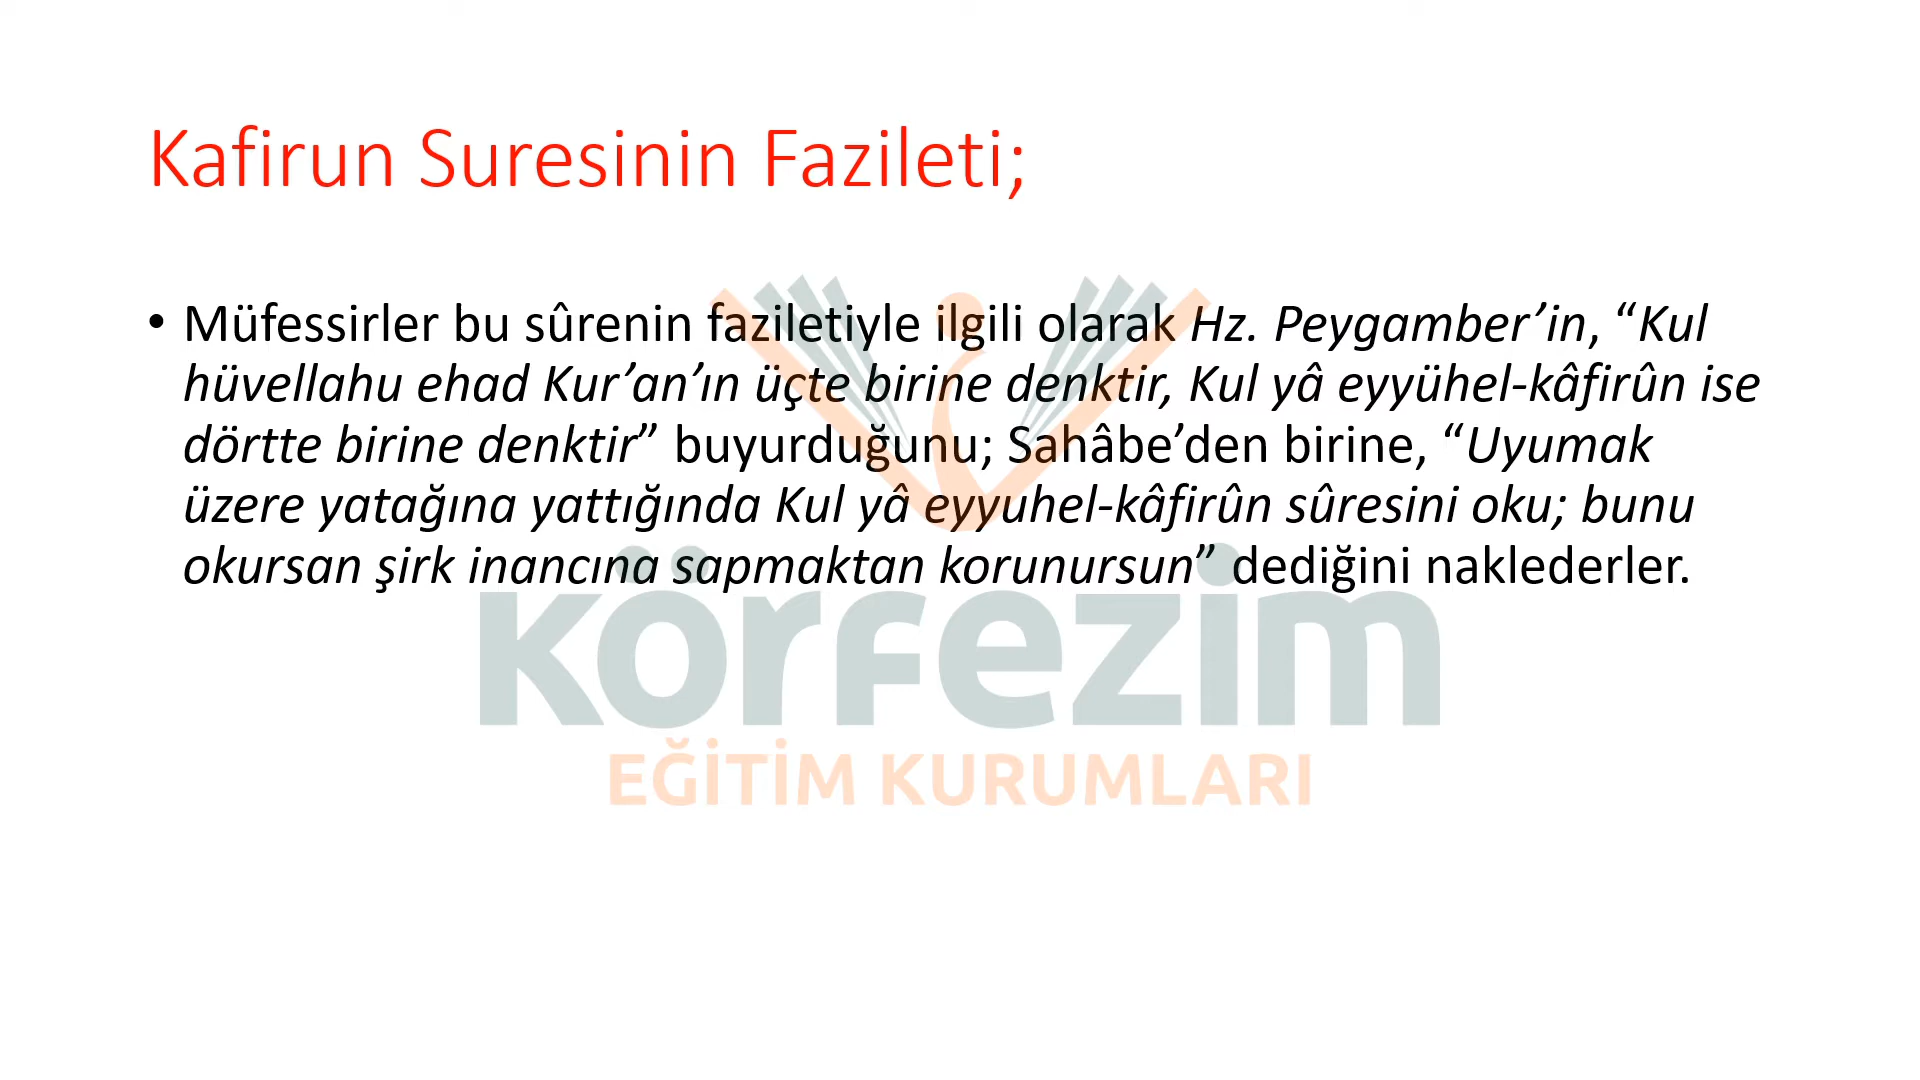 Kafirun Suresinin Fazileti;
• Müfessirler bu sûrenin faziletiyle ilgili olarak Hz. Peygamber’in, “Kul
hüvellahu ehad Kur’an’ın üçte birine denktir, Kul yâ eyyühel-kâfirûn ise
dörtte birine denktir” buyurduğunu; Sahâbe’den birine, “Uyumak
üzere yatağına yattığında Kul yâ eyyuhel-kâfirûn sûresini oku; bunu
okursan şirk inancına sapmaktan korunursun” dediğini naklederler.
körfezim
EĞİTİM KURUMLARI